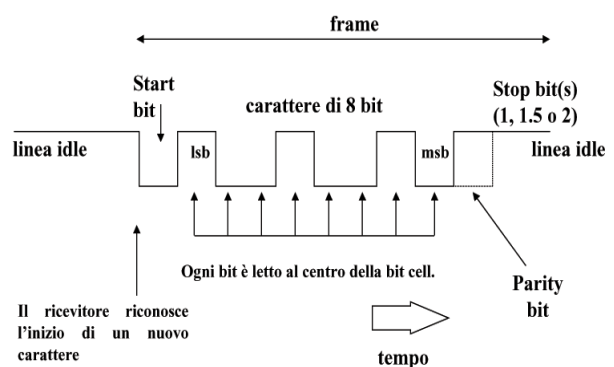 frame
Start
bit
carattere di 8 bit
Stop bit(s)
(1, 1.5 o 2)
linea idle
lsb
msb
linea idle
Ogni bit è letto al centro della bit cell.
Il ricevitore riconosce
l'inizio di un nuovo
carattere
Parity
bit
tempo